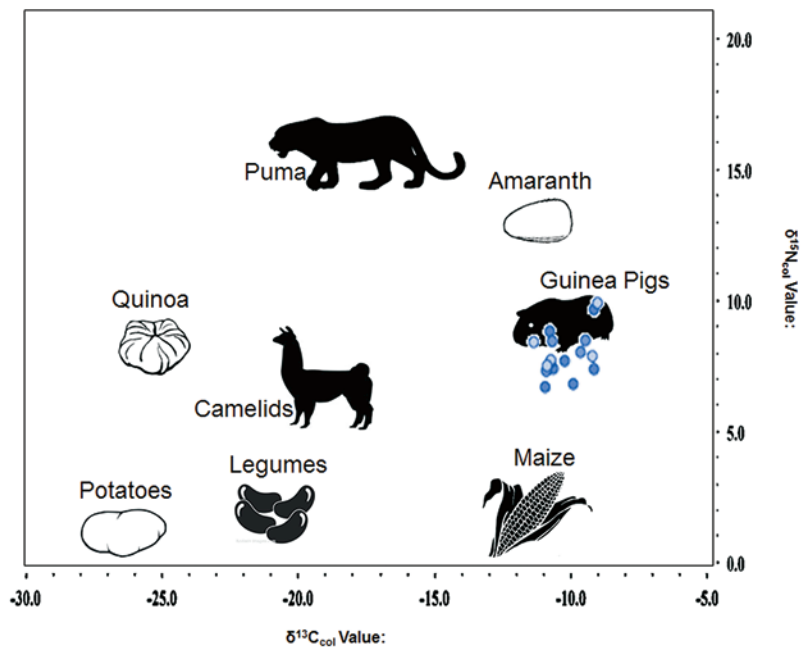 20.0
Puma
15.0
Amaranth
Guinea Pigs
Quinoa
10.0
δ¹⁵Ncol Value:
Camelids
5.0
Legumes
Maize
Potatoes
0.0
-30.0 -25.0 -20.0 -15.0 -10.0 -5.0
δ¹³Ccol Value: